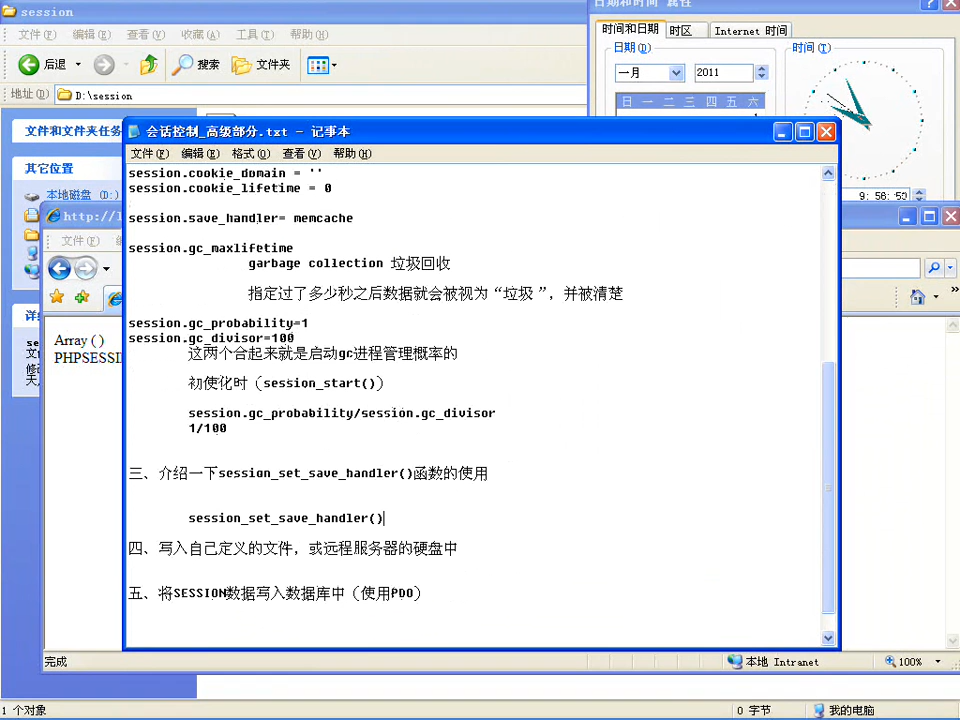 session
文件(F) 编辑(E) 查看(V) 收藏(A) 工具(T) 帮助(H)
后退 搜索 文件夹
地址(D) D:\session
文件和文件夹任务
其它位置
本地磁盘 (D:)
日期和时间 属性
时间和日期 时区 Internet 时间
日期(D) 时间(T)
一月 2011
日 一 二 三 四 五 六
9: 56: 53
会话控制_高级部分.txt - 记事本
文件(F) 编辑(E) 格式(O) 查看(V) 帮助(H)
session.cookie_domain = ''
session.cookie_lifetime = 0
session.save_handler= memcache
session.gc_maxlifetime
garbage collection 垃圾回收
指定过了多少秒之后数据就会被视为“垃圾”，并被清楚
session.gc_probability=1
session.gc_divisor=100
这两个合起来就是启动gc进程管理概率的
初使化时（session_start()）
session.gc_probability/session.gc_divisor
1/100
三、介绍一下session_set_save_handler()函数的使用
session_set_save_handler()
四、写入自己定义的文件，或远程服务器的硬盘中
五、将SESSION数据写入数据库中（使用PDO）
http://l
文件(F)
Array ()
PHPSESSID
完成 本地 Intranet 100%
1 个对象 0 字节 我的电脑